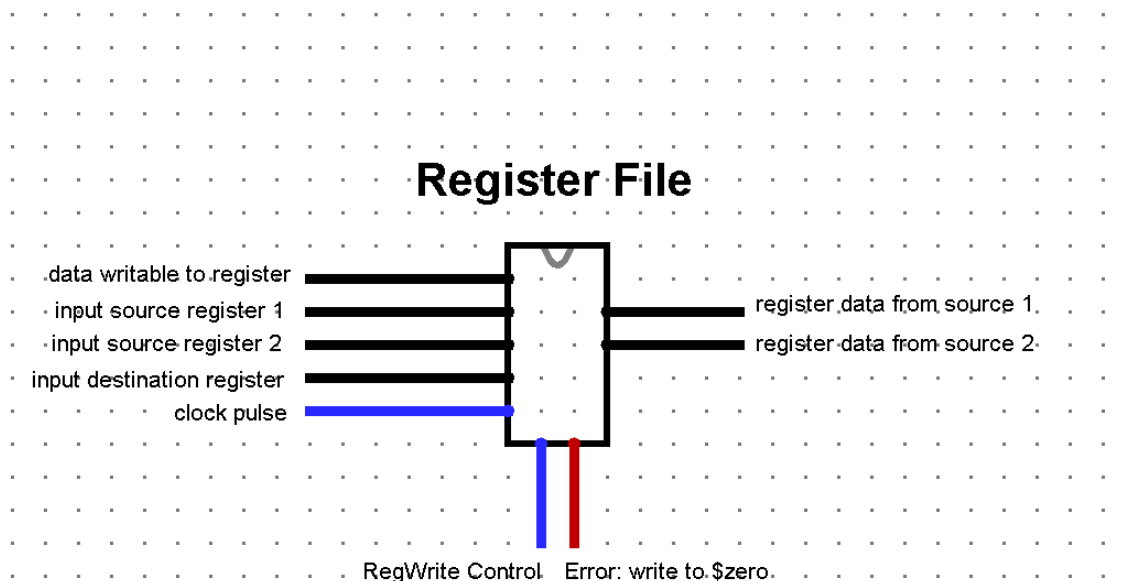 Register File
data writable to register
input source register 1
input source register 2
input destination register
clock pulse
register data from source 1
register data from source 2
RegWrite Control
Error: write to $zero